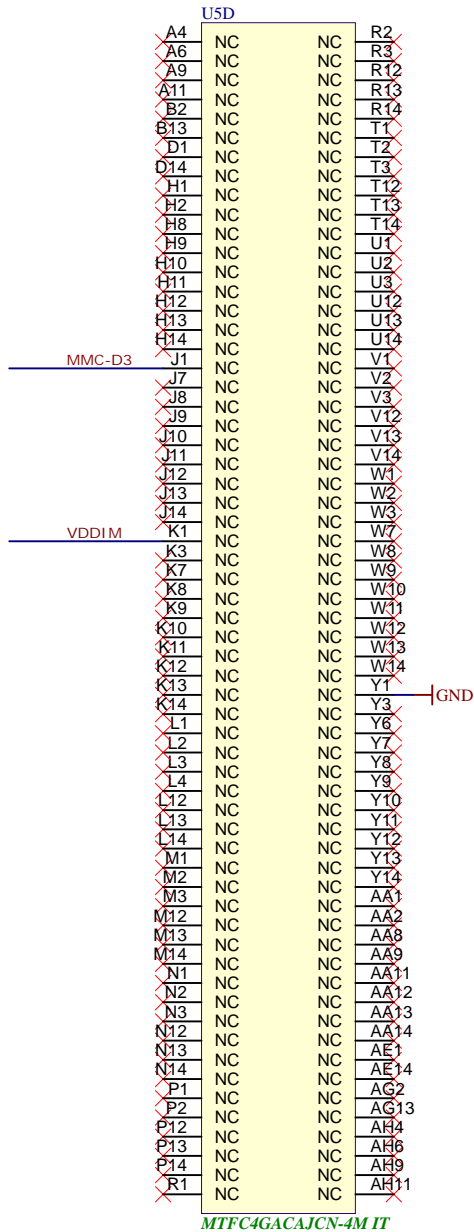 U5D
A4 NC NC R2
A6 NC NC R3
A9 NC NC R12
A11 NC NC R13
B2 NC NC R14
B13 NC NC T1
D1 NC NC T2
D14 NC NC T3
H1 NC NC T12
H2 NC NC T13
H8 NC NC T14
H9 NC NC U1
H10 NC NC U2
H11 NC NC U3
H12 NC NC U12
H13 NC NC U13
H14 NC NC U14
MMC-D3 J1 NC NC V1
J7 NC NC V2
J8 NC NC V3
J9 NC NC V12
J10 NC NC V13
J11 NC NC V14
J12 NC NC W1
J13 NC NC W2
J14 NC NC W3
VDDIM K1 NC NC W7
K3 NC NC W8
K7 NC NC W9
K8 NC NC W10
K9 NC NC W11
K10 NC NC W12
K11 NC NC W13
K12 NC NC W14
K13 NC NC Y1 GND
K14 NC NC Y3
L1 NC NC Y6
L2 NC NC Y7
L3 NC NC Y8
L4 NC NC Y9
L12 NC NC Y10
L13 NC NC Y11
L14 NC NC Y12
M1 NC NC Y13
M2 NC NC Y14
M3 NC NC AA1
M12 NC NC AA2
M13 NC NC AA8
M14 NC NC AA9
N1 NC NC AA11
N2 NC NC AA12
N3 NC NC AA13
N12 NC NC AA14
N13 NC NC AE1
N14 NC NC AE14
P1 NC NC AG2
P2 NC NC AG13
P12 NC NC AH4
P13 NC NC AH6
P14 NC NC AH9
R1 NC NC AH11
MTFC4GACAJCN-4M IT